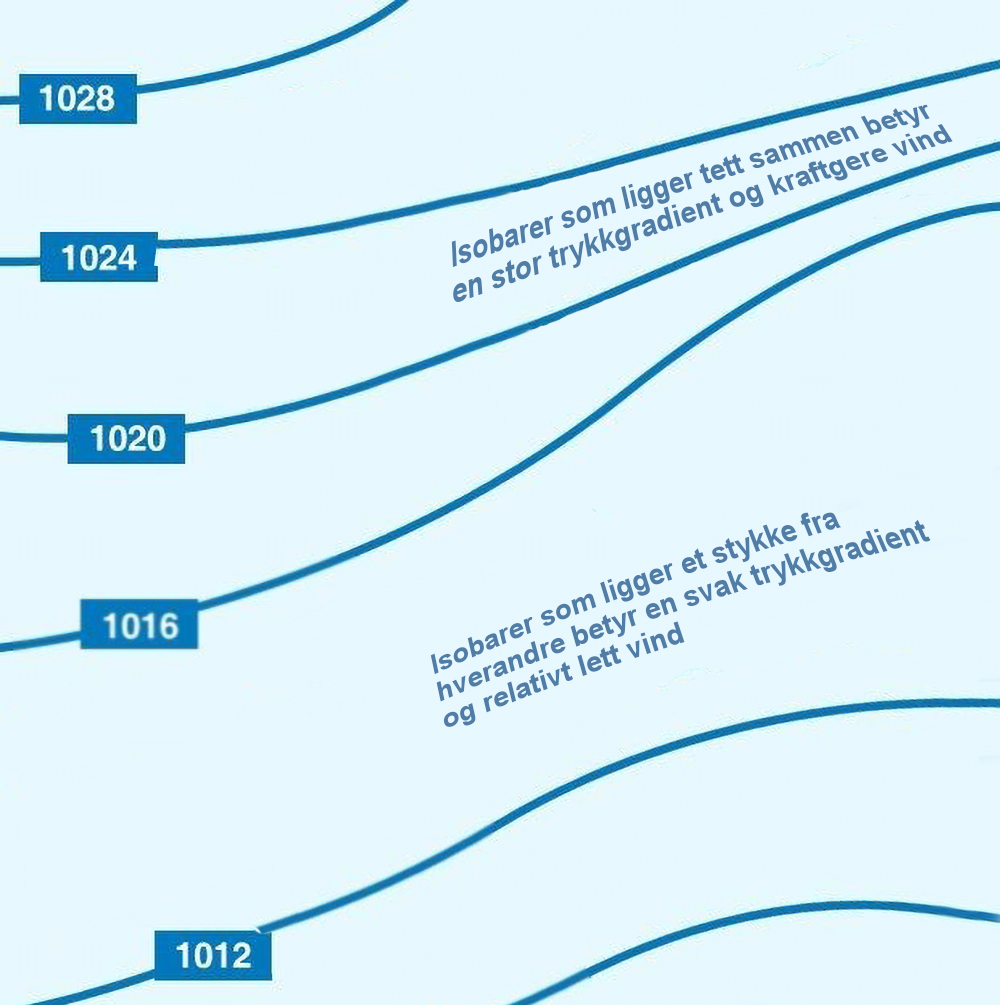 1028
Isobarer som ligger tett sammen betyr
en stor trykkgradient og kraftgere vind
1024
1020
Isobarer som ligger et stykke fra
hverandre betyr en svak trykkgradient
og relativt lett vind
1016
1012